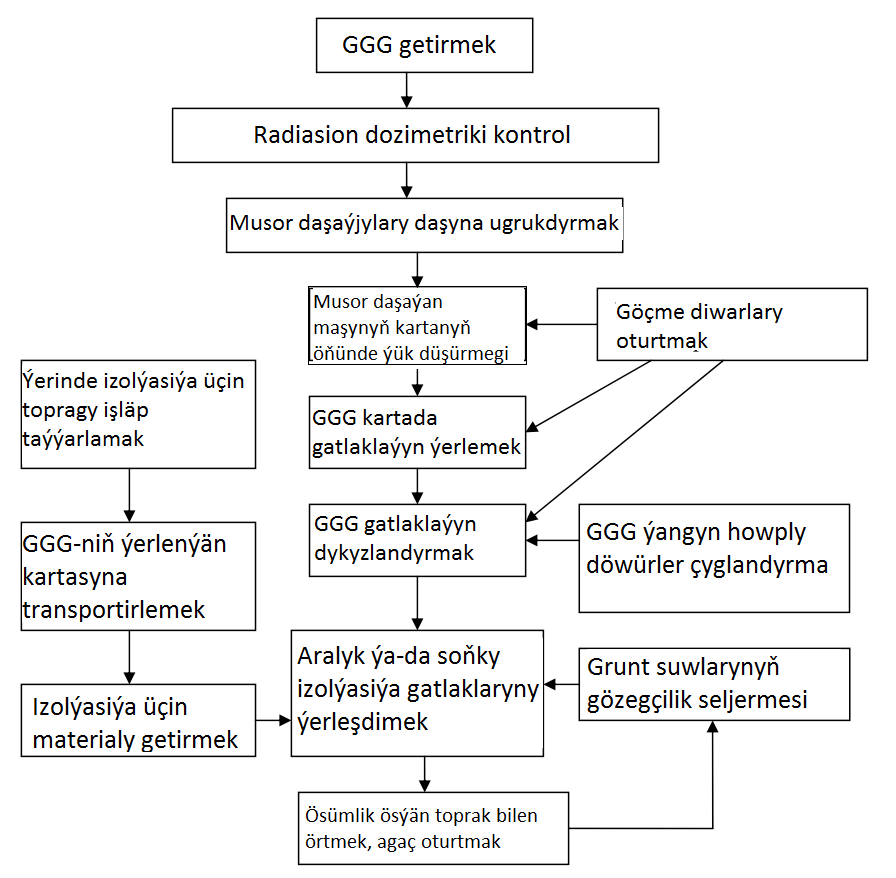 GGG getirmek
Radiasion dozimetriki kontrol
Musor daşaýjylary daşyna ugrukdyrmak
Musor daşaýan
maşynyň kartanyň
öňünde ýük düşürmegi
Göçme diwarlary
oturtmak
Ýerinde izolýasiýa üçin
topragy işläp
taýýarlamak
GGG kartada
gatlaklaýyn ýerlemek
GGG gatlaklaýyn
dykyzlandyrmak
GGG ýangyn howply
döwürler çyglandyrma
GGG-niň ýerlenýän
kartasyna
transportirlemek
Aralyk ýa-da soňky
izolýasiýa gatlaklaryny
ýerleşdimek
Grunt suwlarynyň
gözegçilik seljermesi
Izolýasiýa üçin
materialy getirmek
Ösümlik ösýän toprak bilen
örtmek, agaç oturtmak